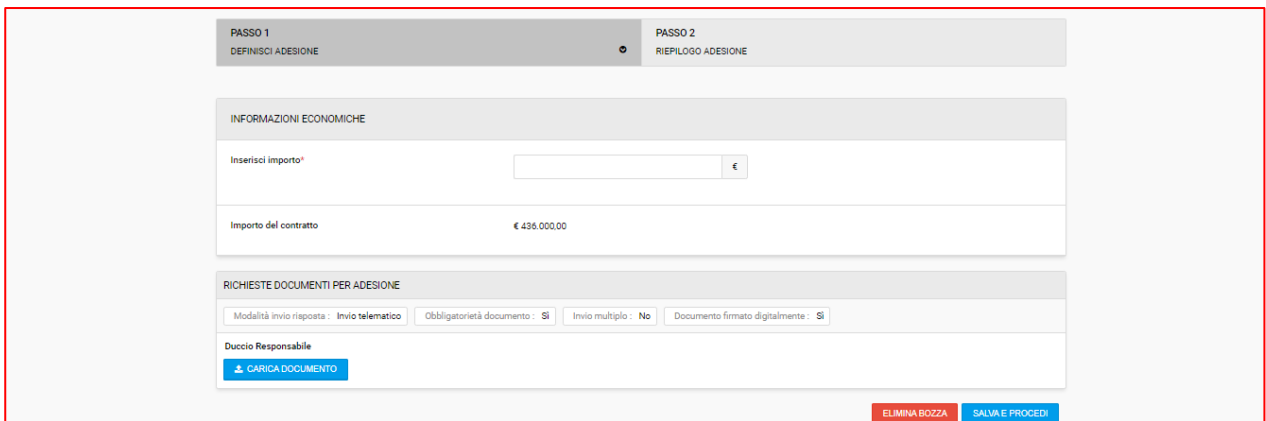 PASSO 1
DEFINISCI ADESIONE
PASSO 2
RIEPILOGO ADESIONE
INFORMAZIONI ECONOMICHE
Inserisci importo*
€
Importo del contratto € 436.000,00
RICHIESTE DOCUMENTI PER ADESIONE
Modalità invio risposta : Invio telematico Obbligatorietà documento : Sì Invio multiplo : No Documento firmato digitalmente : Sì
Duccio Responsabile
CARICA DOCUMENTO
ELIMINA BOZZA SALVA E PROCEDI